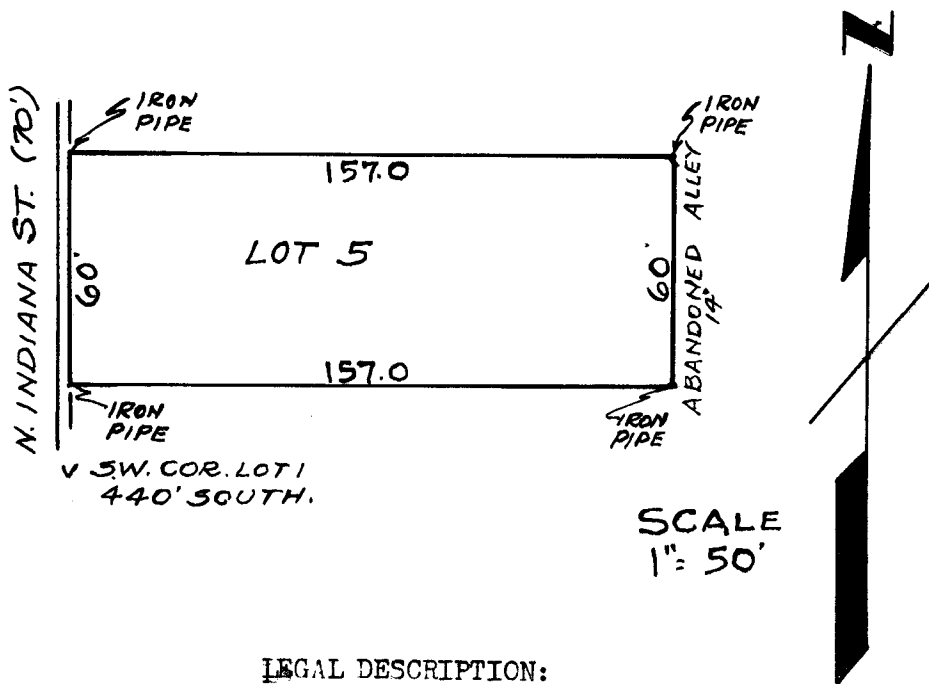 N. INDIANA ST. (70')
IRON
PIPE
IRON
PIPE
157.0
LOT 5
60'
60'
ABANDONED ALLEY
14'
157.0
IRON
PIPE
IRON
PIPE
V S.W. COR. LOT 1
440' SOUTH.
SCALE
1"= 50'
N
LEGAL DESCRIPTION: